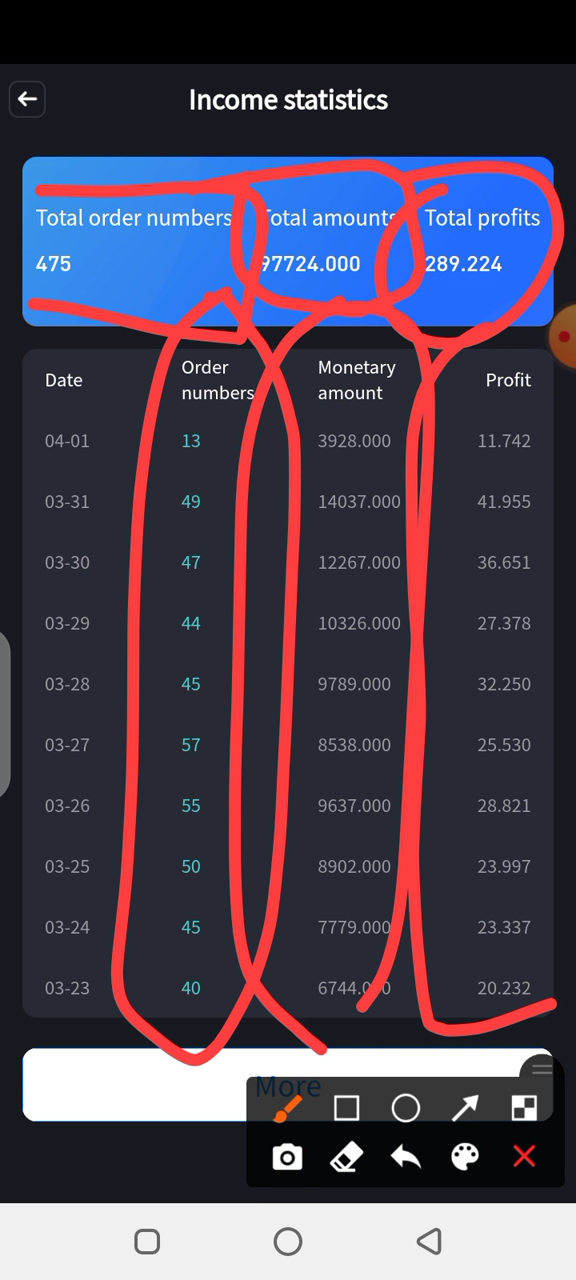 Income statistics
Total order numbers Total amounts Total profits
475 97724.000 289.224
Date Order numbers Monetary amount Profit
04-01 13 3928.000 11.742
03-31 49 14037.000 41.955
03-30 47 12267.000 36.651
03-29 44 10326.000 27.378
03-28 45 9789.000 32.250
03-27 57 8538.000 25.530
03-26 55 9637.000 28.821
03-25 50 8902.000 23.997
03-24 45 7779.000 23.337
03-23 40 6744.000 20.232
More